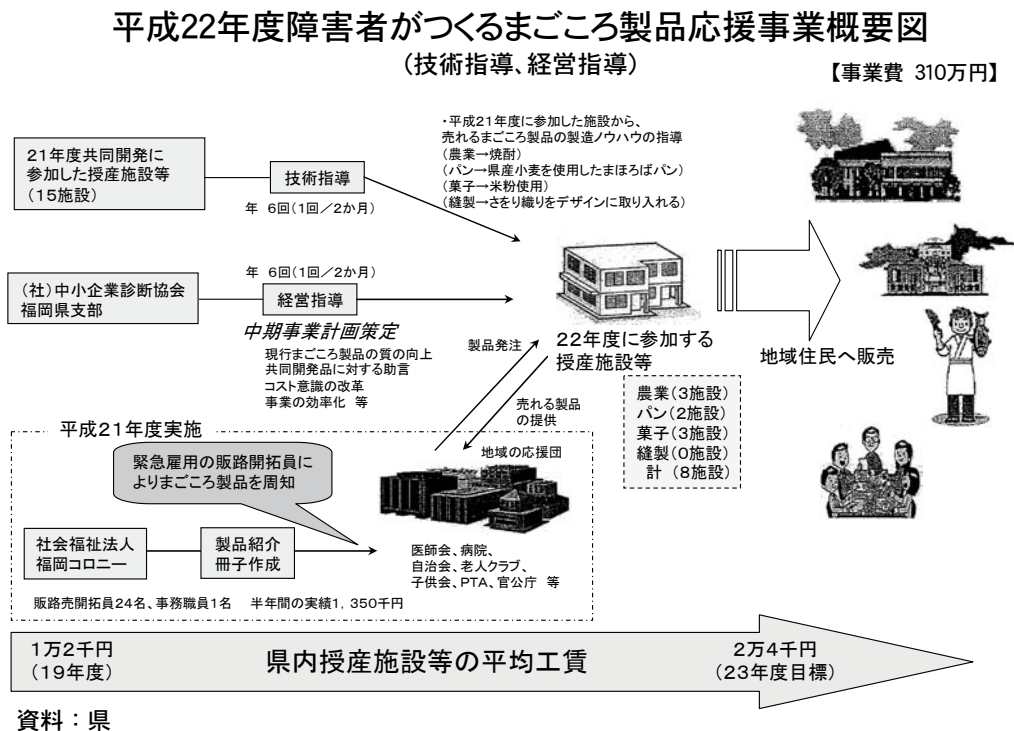 平成22年度障害者がつくるまごころ製品応援事業概要図
(技術指導、経営指導)
【事業費 310万円】
21年度共同開発に
参加した授産施設等
(15施設)
技術指導
年 6回(1回/2か月)
・平成21年度に参加した施設から、
売れるまごころ製品の製造ノウハウの指導
(農業→焼酎)
(パン→県産小麦を使用したまほろばパン)
(菓子→米粉使用)
(縫製→さをり織りをデザインに取り入れる)
(社)中小企業診断協会
福岡県支部
年 6回(1回/2か月)
経営指導
中期事業計画策定
現行まごころ製品の質の向上
共同開発品に対する助言
コスト意識の改革
事業の効率化 等
製品発注
売れる製品
の提供
22年度に参加する
授産施設等
農業(3施設)
パン(2施設)
菓子(3施設)
縫製(0施設)
計 (8施設)
地域住民へ販売
平成21年度実施
緊急雇用の販路開拓員に
よりまごころ製品を周知
地域の応援団
社会福祉法人
福岡コロニー
製品紹介
冊子作成
医師会、病院、
自治会、老人クラブ、
子供会、PTA、官公庁 等
販路売開拓員24名、事務職員1名 半年間の実績1,350千円
1万2千円
(19年度)
県内授産施設等の平均工賃
2万4千円
(23年度目標)
資料:県